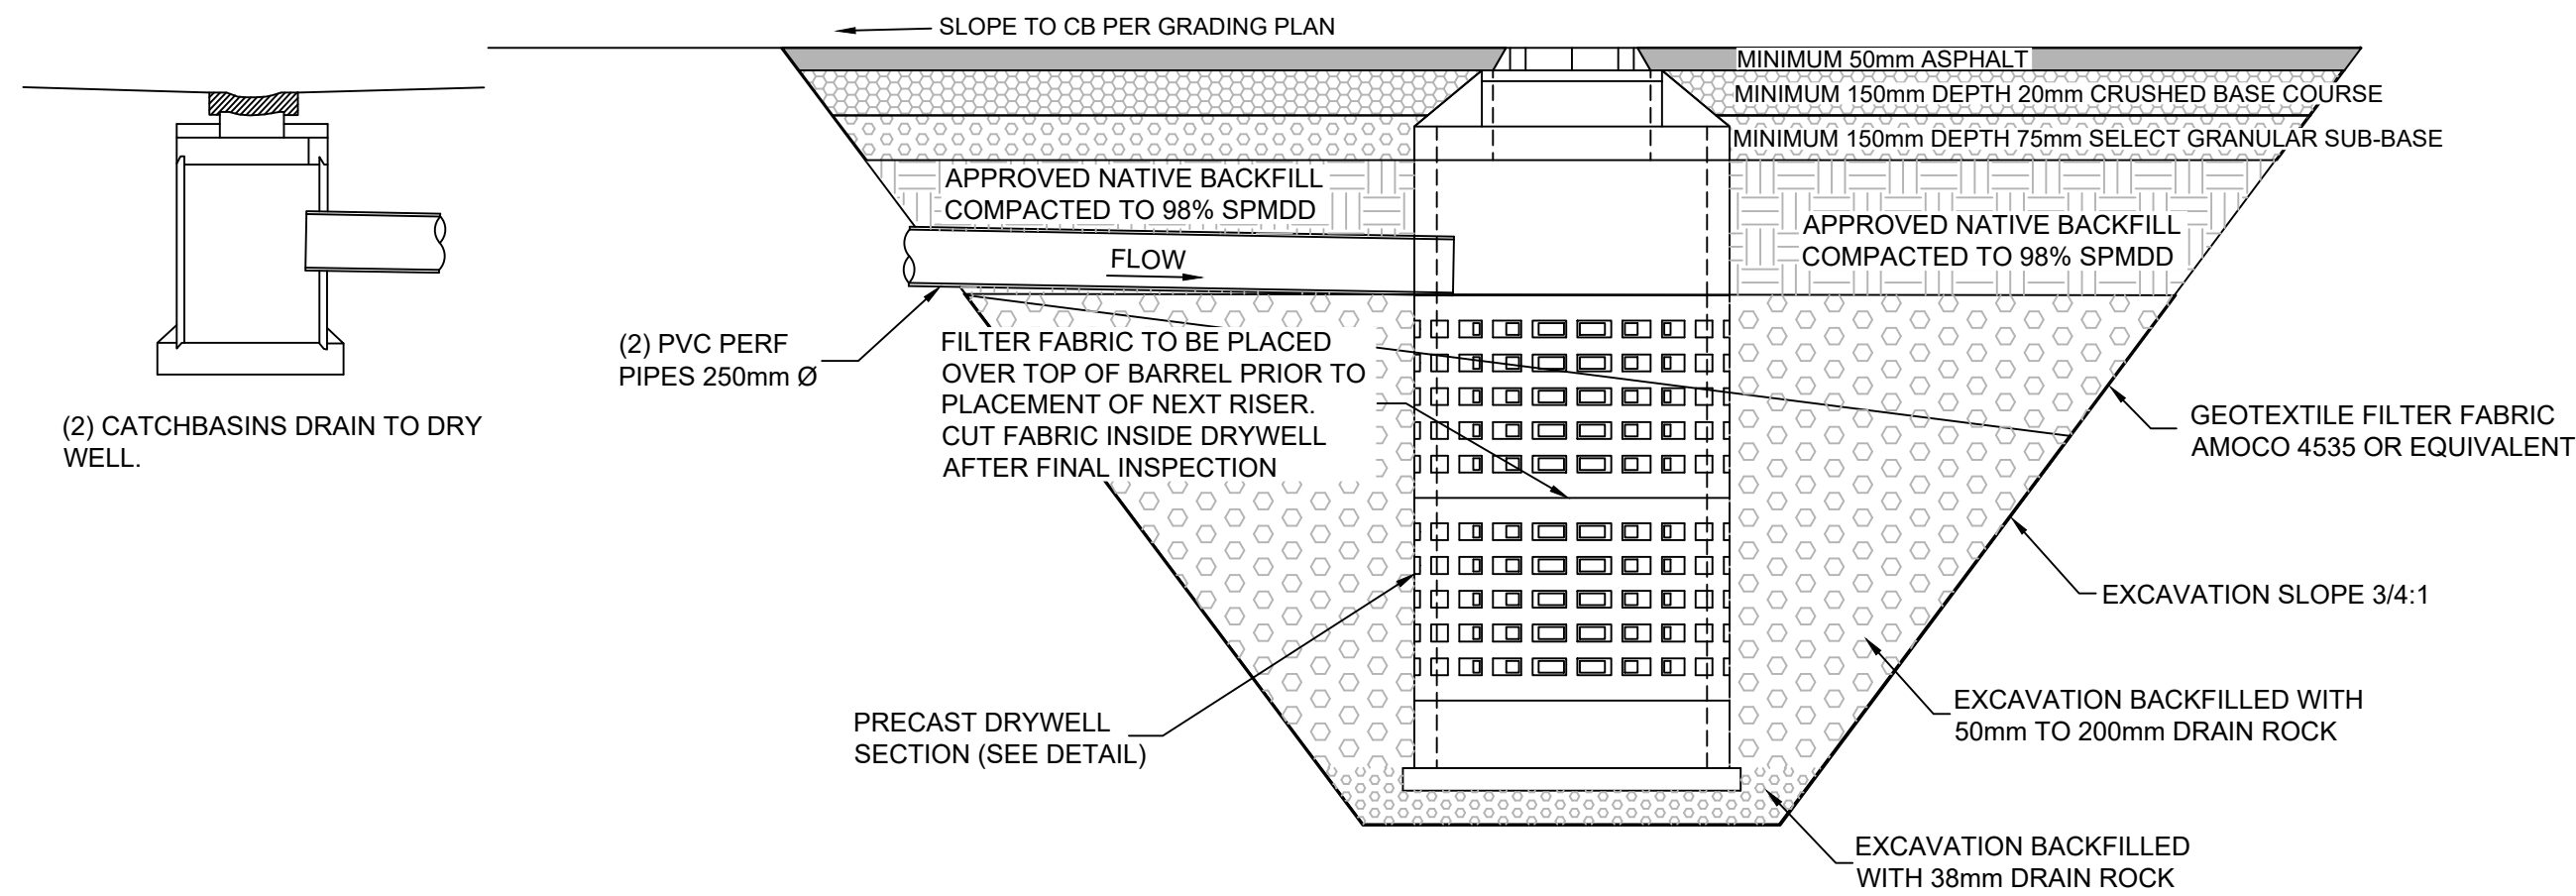 SLOPE TO CB PER GRADING PLAN
MINIMUM 50mm ASPHALT
MINIMUM 150mm DEPTH 20mm CRUSHED BASE COURSE
MINIMUM 150mm DEPTH 75mm SELECT GRANULAR SUB-BASE
APPROVED NATIVE BACKFILL
COMPACTED TO 98% SPMDD
APPROVED NATIVE BACKFILL
COMPACTED TO 98% SPMDD
FLOW
(2) PVC PERF
PIPES 250mm Ø
FILTER FABRIC TO BE PLACED
OVER TOP OF BARREL PRIOR TO
PLACEMENT OF NEXT RISER.
CUT FABRIC INSIDE DRYWELL
AFTER FINAL INSPECTION
(2) CATCHBASINS DRAIN TO DRY
WELL.
GEOTEXTILE FILTER FABRIC
AMOCO 4535 OR EQUIVALENT
EXCAVATION SLOPE 3/4:1
PRECAST DRYWELL
SECTION (SEE DETAIL)
EXCAVATION BACKFILLED WITH
50mm TO 200mm DRAIN ROCK
EXCAVATION BACKFILLED
WITH 38mm DRAIN ROCK